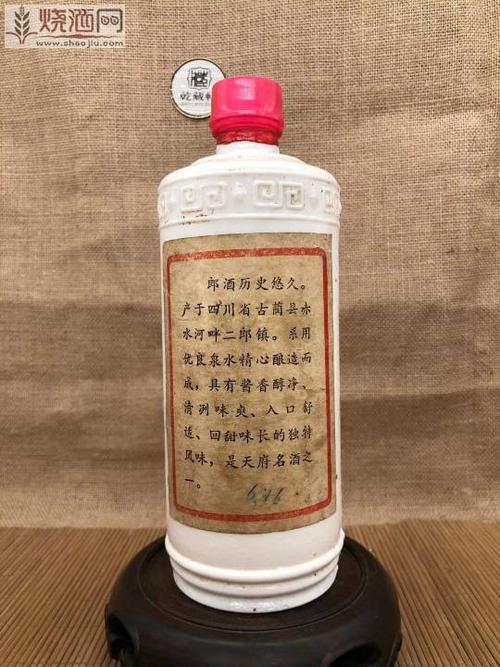 烧酒网
www.shaojiu.com
乾藏
郎酒历史悠久。
产于四川省古蔺县赤
水河畔二郎镇。系用
优良泉水精心酿造而
成，具有酱香醇净、
清冽味爽、入口舒
适、回甜味长的独特
风味，是天府名酒之
一。